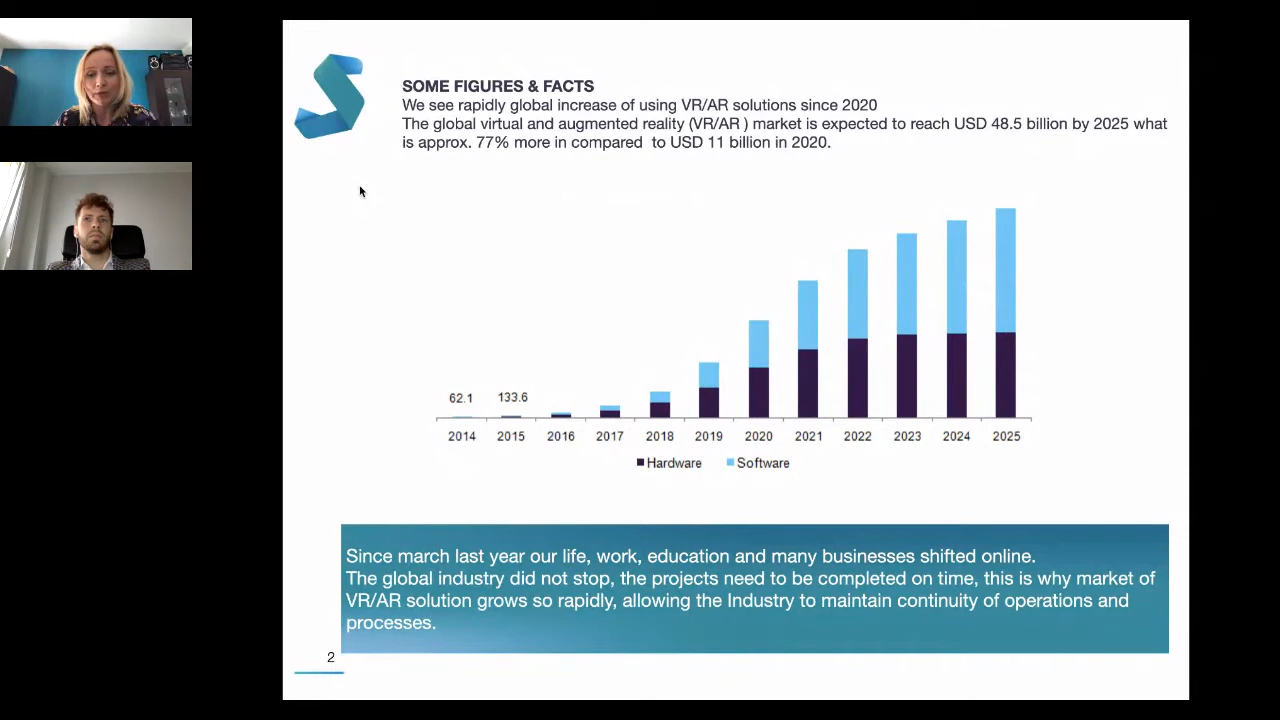 SOME FIGURES & FACTS
We see rapidly global increase of using VR/AR solutions since 2020
The global virtual and augmented reality (VR/AR ) market is expected to reach USD 48.5 billion by 2025 what
is approx. 77% more in compared to USD 11 billion in 2020.
62.1 133.6
2014 2015 2016 2017 2018 2019 2020 2021 2022 2023 2024 2025
Hardware Software
Since march last year our life, work, education and many businesses shifted online.
The global industry did not stop, the projects need to be completed on time, this is why market of
VR/AR solution grows so rapidly, allowing the Industry to maintain continuity of operations and
processes.
2